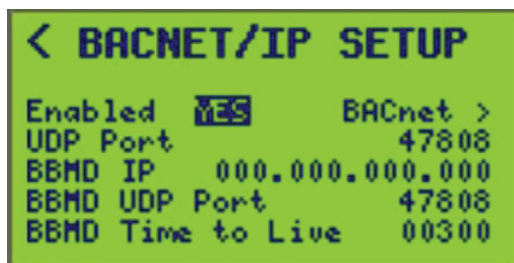 < BACNET/IP SETUP
Enabled YES BACnet >
UDP Port 47808
BBMD IP 000.000.000.000
BBMD UDP Port 47808
BBMD Time to Live 00300